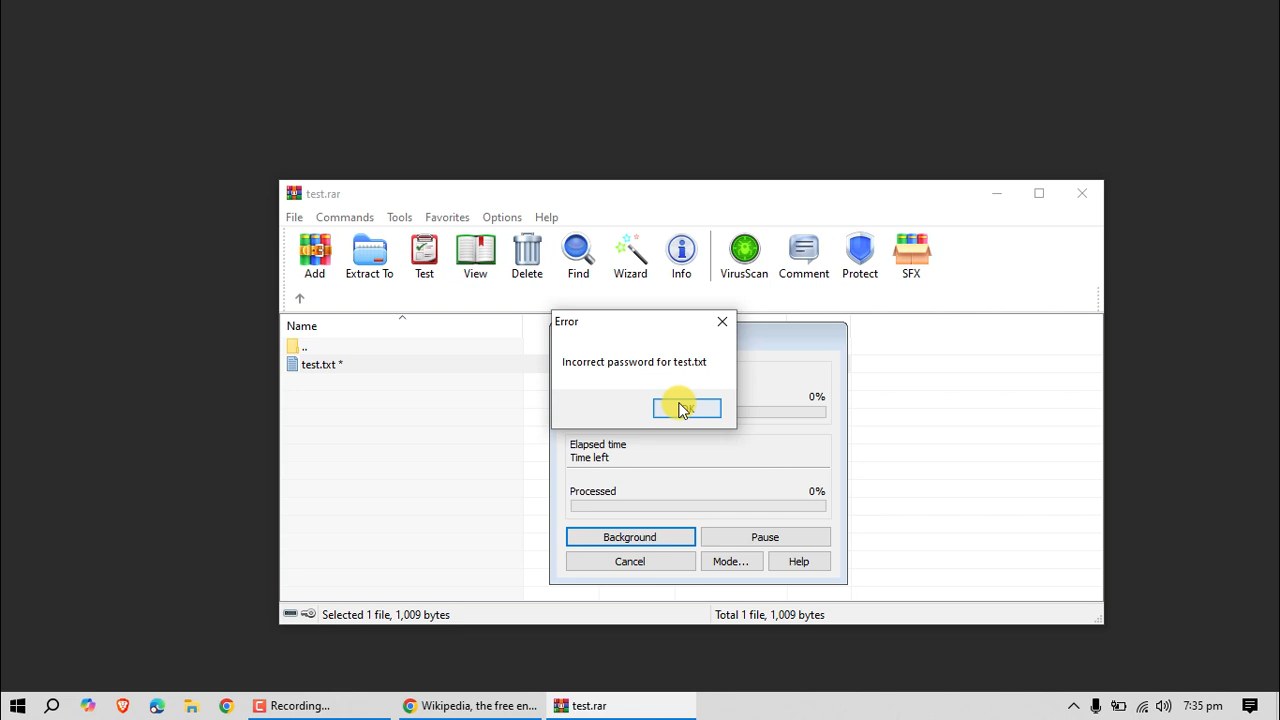 test.rar
File Commands Tools Favorites Options Help
Add Extract To Test View Delete Find Wizard Info VirusScan Comment Protect SFX
Name
..
test.txt *
Error
Incorrect password for test.txt
0%
Elapsed time
Time left
Processed 0%
Background Pause
Cancel Mode... Help
Selected 1 file, 1,009 bytes Total 1 file, 1,009 bytes
Recording... Wikipedia, the free en... test.rar 7:35 pm